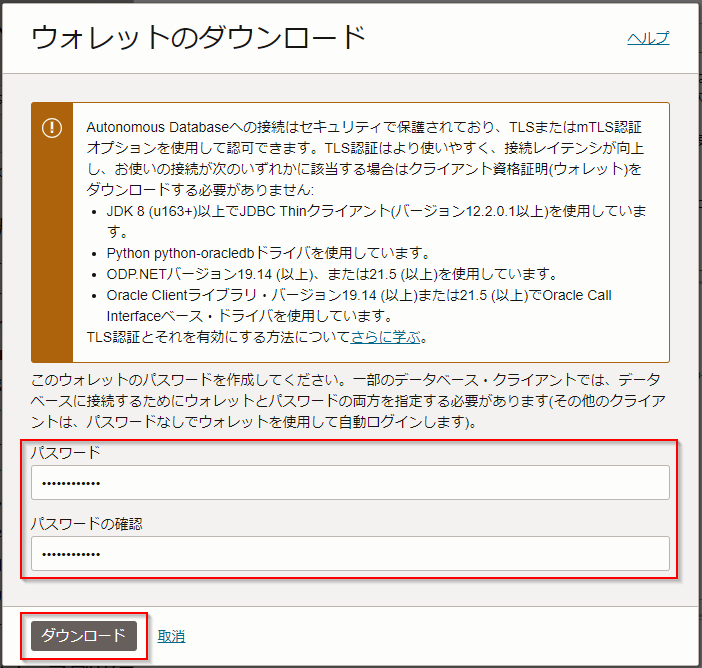 ウォレットのダウンロード
ヘルプ
Autonomous Databaseへの接続はセキュリティで保護されており、TLSまたはmTLS認証
オプションを使用して認可できます。TLS認証はより使いやすく、接続レイテンシが向上
し、お使いの接続が次のいずれかに該当する場合はクライアント資格証明(ウォレット)を
ダウンロードする必要がありません:
• JDK 8 (u163+)以上でJDBC Thinクライアント(バージョン12.2.0.1以上)を使用していま
す。
• Python python-oracledbドライバを使用しています。
• ODP.NETバージョン19.14 (以上)、または21.5 (以上)を使用しています。
• Oracle Clientライブラリ・バージョン19.14 (以上)または21.5 (以上)でOracle Call
Interfaceベース・ドライバを使用しています。
TLS認証とそれを有効にする方法についてさらに学ぶ。
このウォレットのパスワードを作成してください。一部のデータベース・クライアントでは、データ
ベースに接続するためにウォレットとパスワードの両方を指定する必要があります(その他のクライア
ントは、パスワードなしでウォレットを使用して自動ログインします)。
パスワード
••••••••••••
パスワードの確認
••••••••••••
ダウンロード
取消